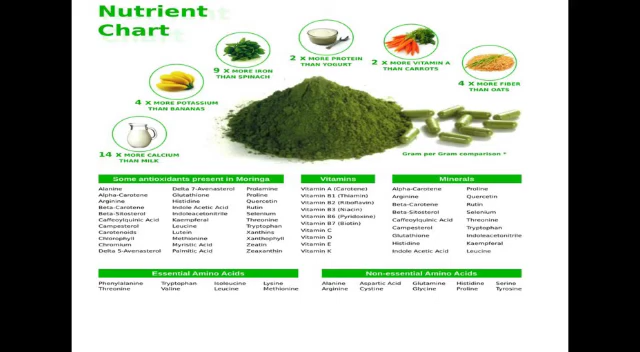 Nutrient
Chart
9 X MORE IRON
THAN SPINACH
2 X MORE PROTEIN
THAN YOGURT
2 X MORE VITAMIN A
THAN CARROTS
4 X MORE FIBER
THAN OATS
4 X MORE POTASSIUM
THAN BANANAS
14 X MORE CALCIUM
THAN MILK
Gram per Gram comparison *
Some antioxidants present in Moringa
Alanine Delta 7-Avenasterol Prolamine
Alpha-Carotene Glutathione Proline
Arginine Histidine Quercetin
Beta-Carotene Indole Acetic Acid Rutin
Beta-Sitosterol Indoleacetonitrile Selenium
Caffeoylquinic Acid Kaempferal Threonine
Campesterol Leucine Tryptophan
Carotenoids Lutein Xanthins
Chlorophyll Methionine Xanthophyll
Chromium Myristic Acid Zeatin
Delta 5-Avenasterol Palmitic Acid Zeaxanthin
Vitamins
Vitamin A (Carotene)
Vitamin B1 (Thiamin)
Vitamin B2 (Riboflavin)
Vitamin B3 (Niacin)
Vitamin B6 (Pyridoxine)
Vitamin B7 (Biotin)
Vitamin C
Vitamin D
Vitamin E
Vitamin K
Minerals
Alpha-Carotene Proline
Arginine Quercetin
Beta-Carotene Rutin
Beta-Sitosterol Selenium
Caffeoylquinic Acid Threonine
Campesterol Tryptophan
Glutathione Indoleacetonitrile
Histidine Kaempferal
Indole Acetic Acid Leucine
Essential Amino Acids
Phenylalanine Tryptophan Isoleucine Lysine
Threonine Valine Leucine Methionine
Non-essential Amino Acids
Alanine Aspartic Acid Glutamine Histidine Serine
Arginine Cystine Glycine Proline Tyrosine